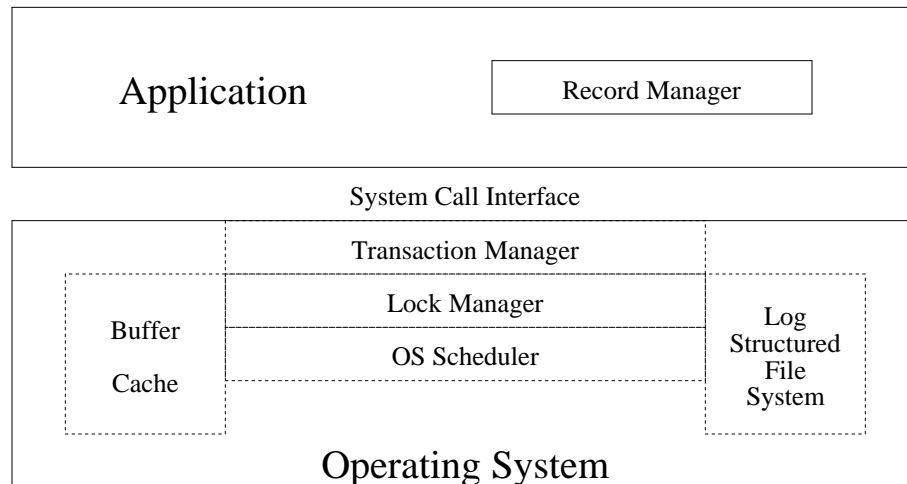 Application
Record Manager
System Call Interface
Transaction Manager
Lock Manager
OS Scheduler
Buffer
Cache
Log
Structured
File
System
Operating System